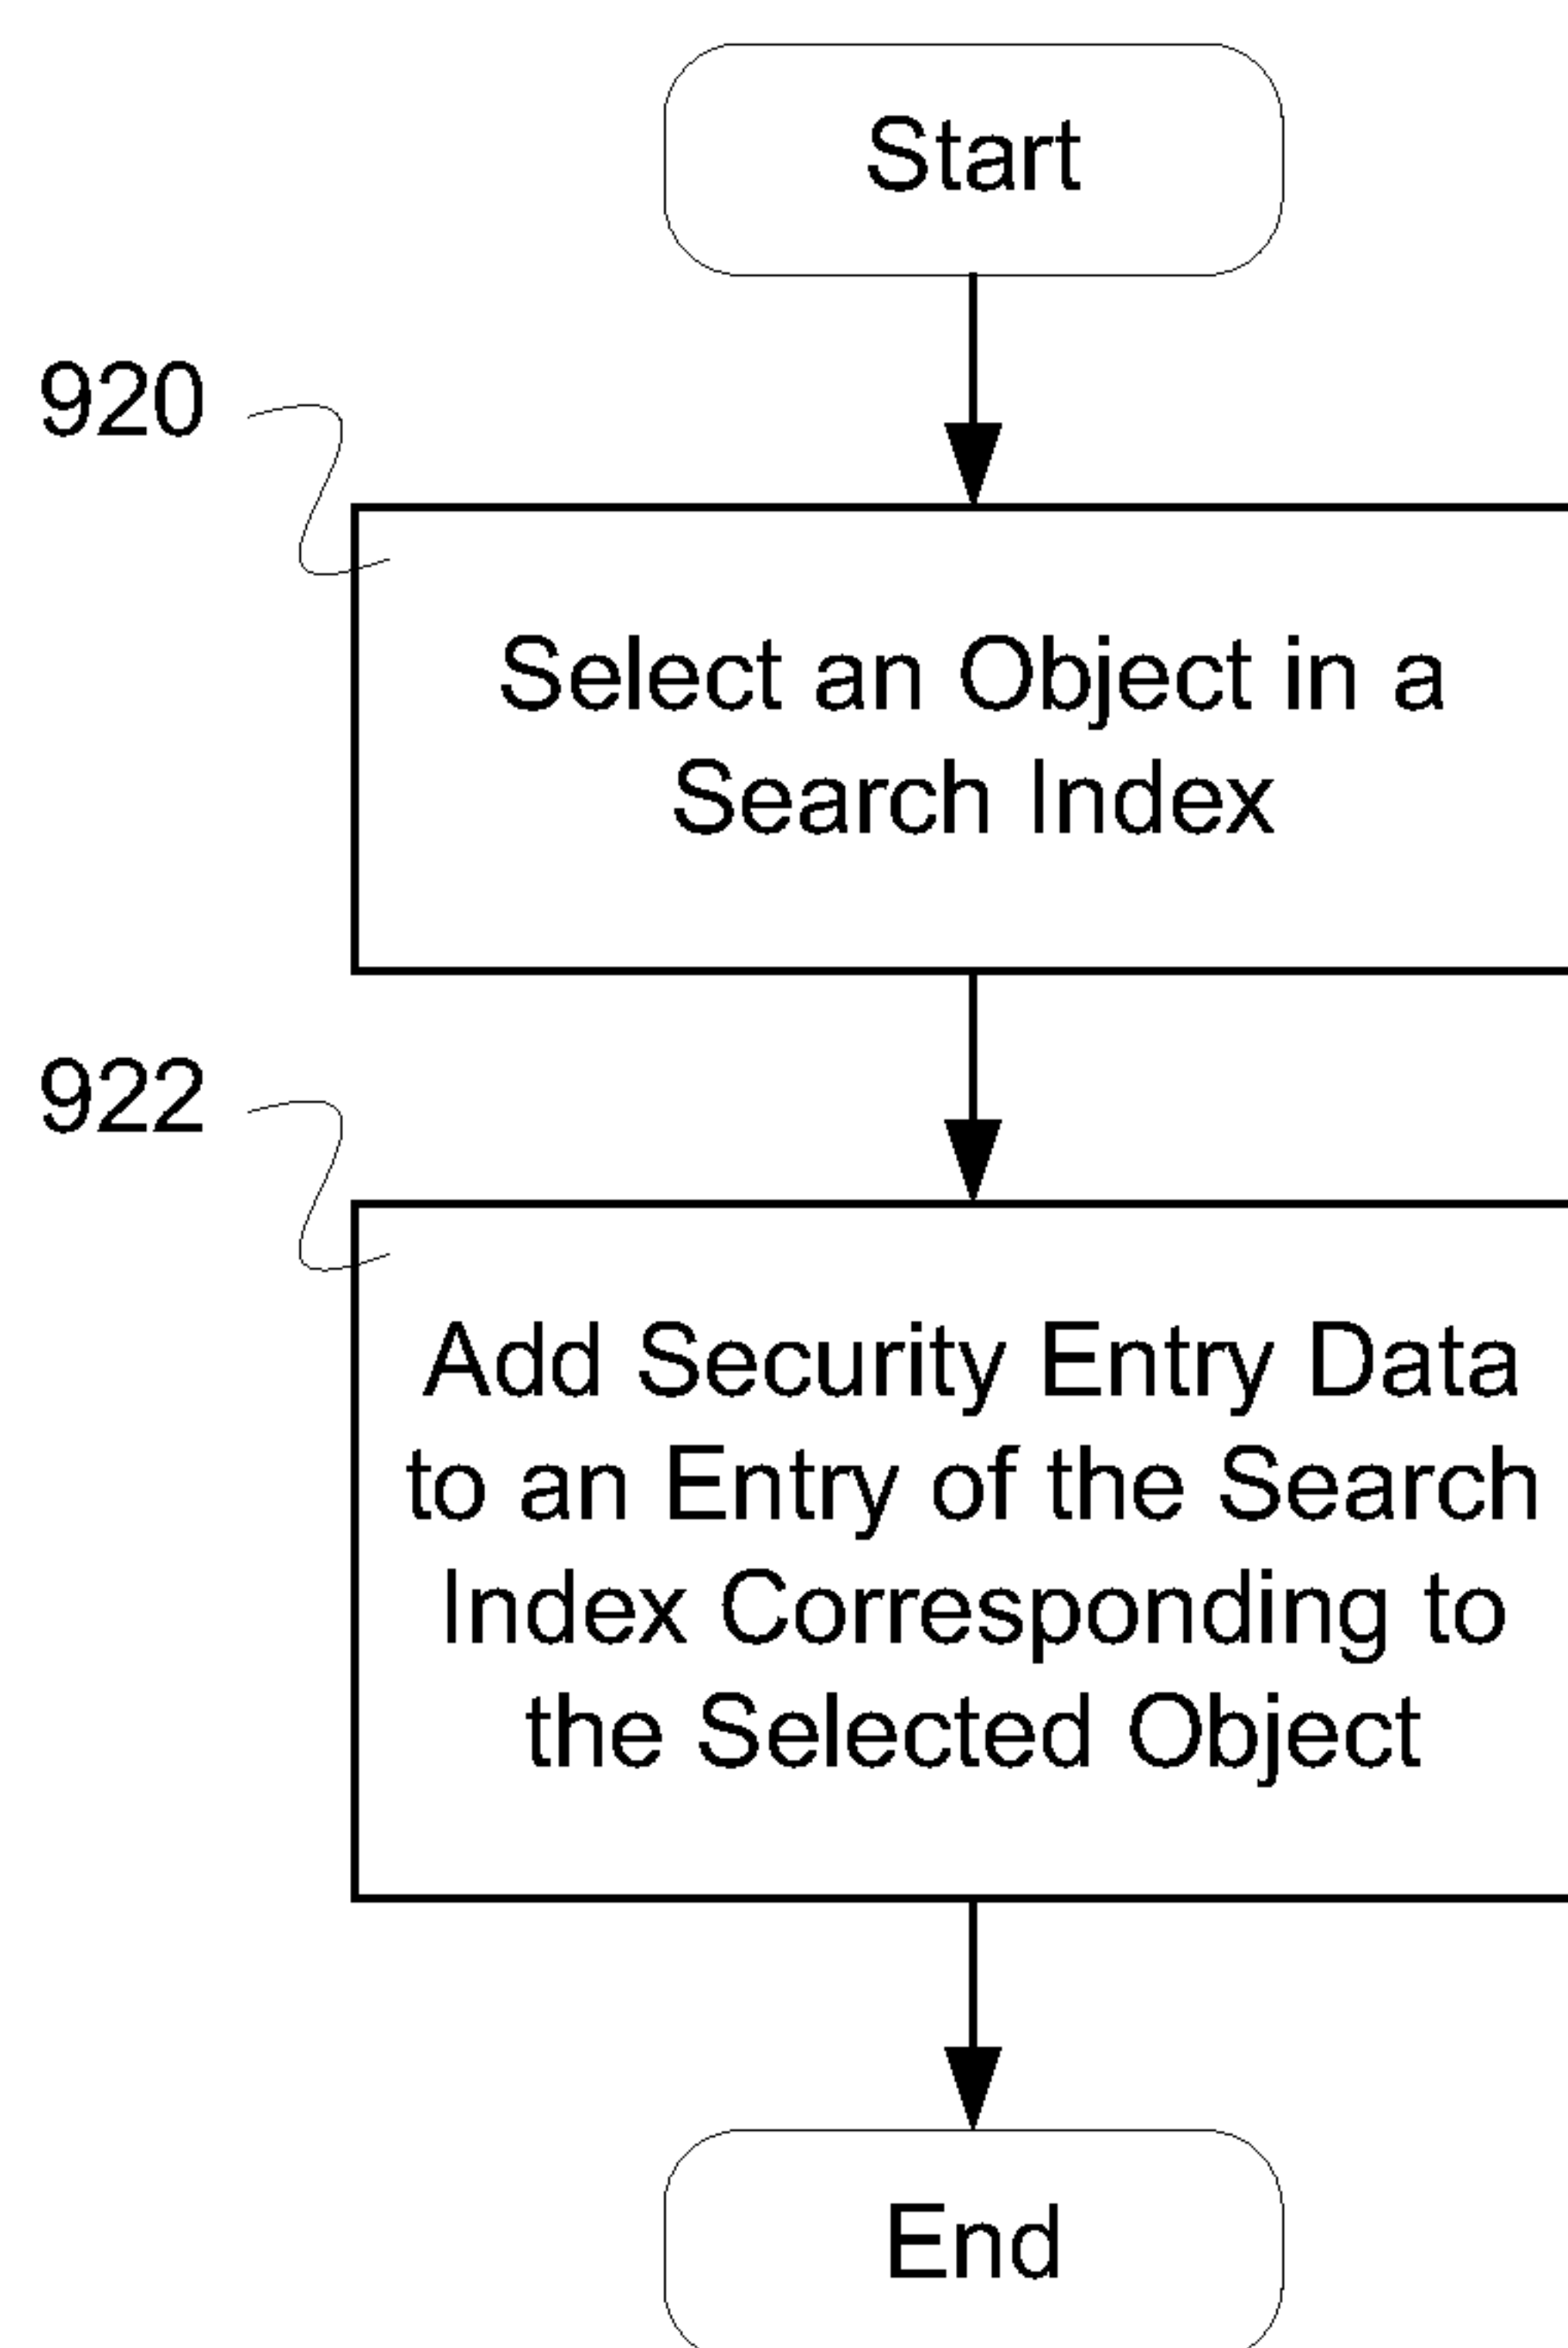 Start
920
Select an Object in a
Search Index
922
Add Security Entry Data
to an Entry of the Search
Index Corresponding to
the Selected Object
End